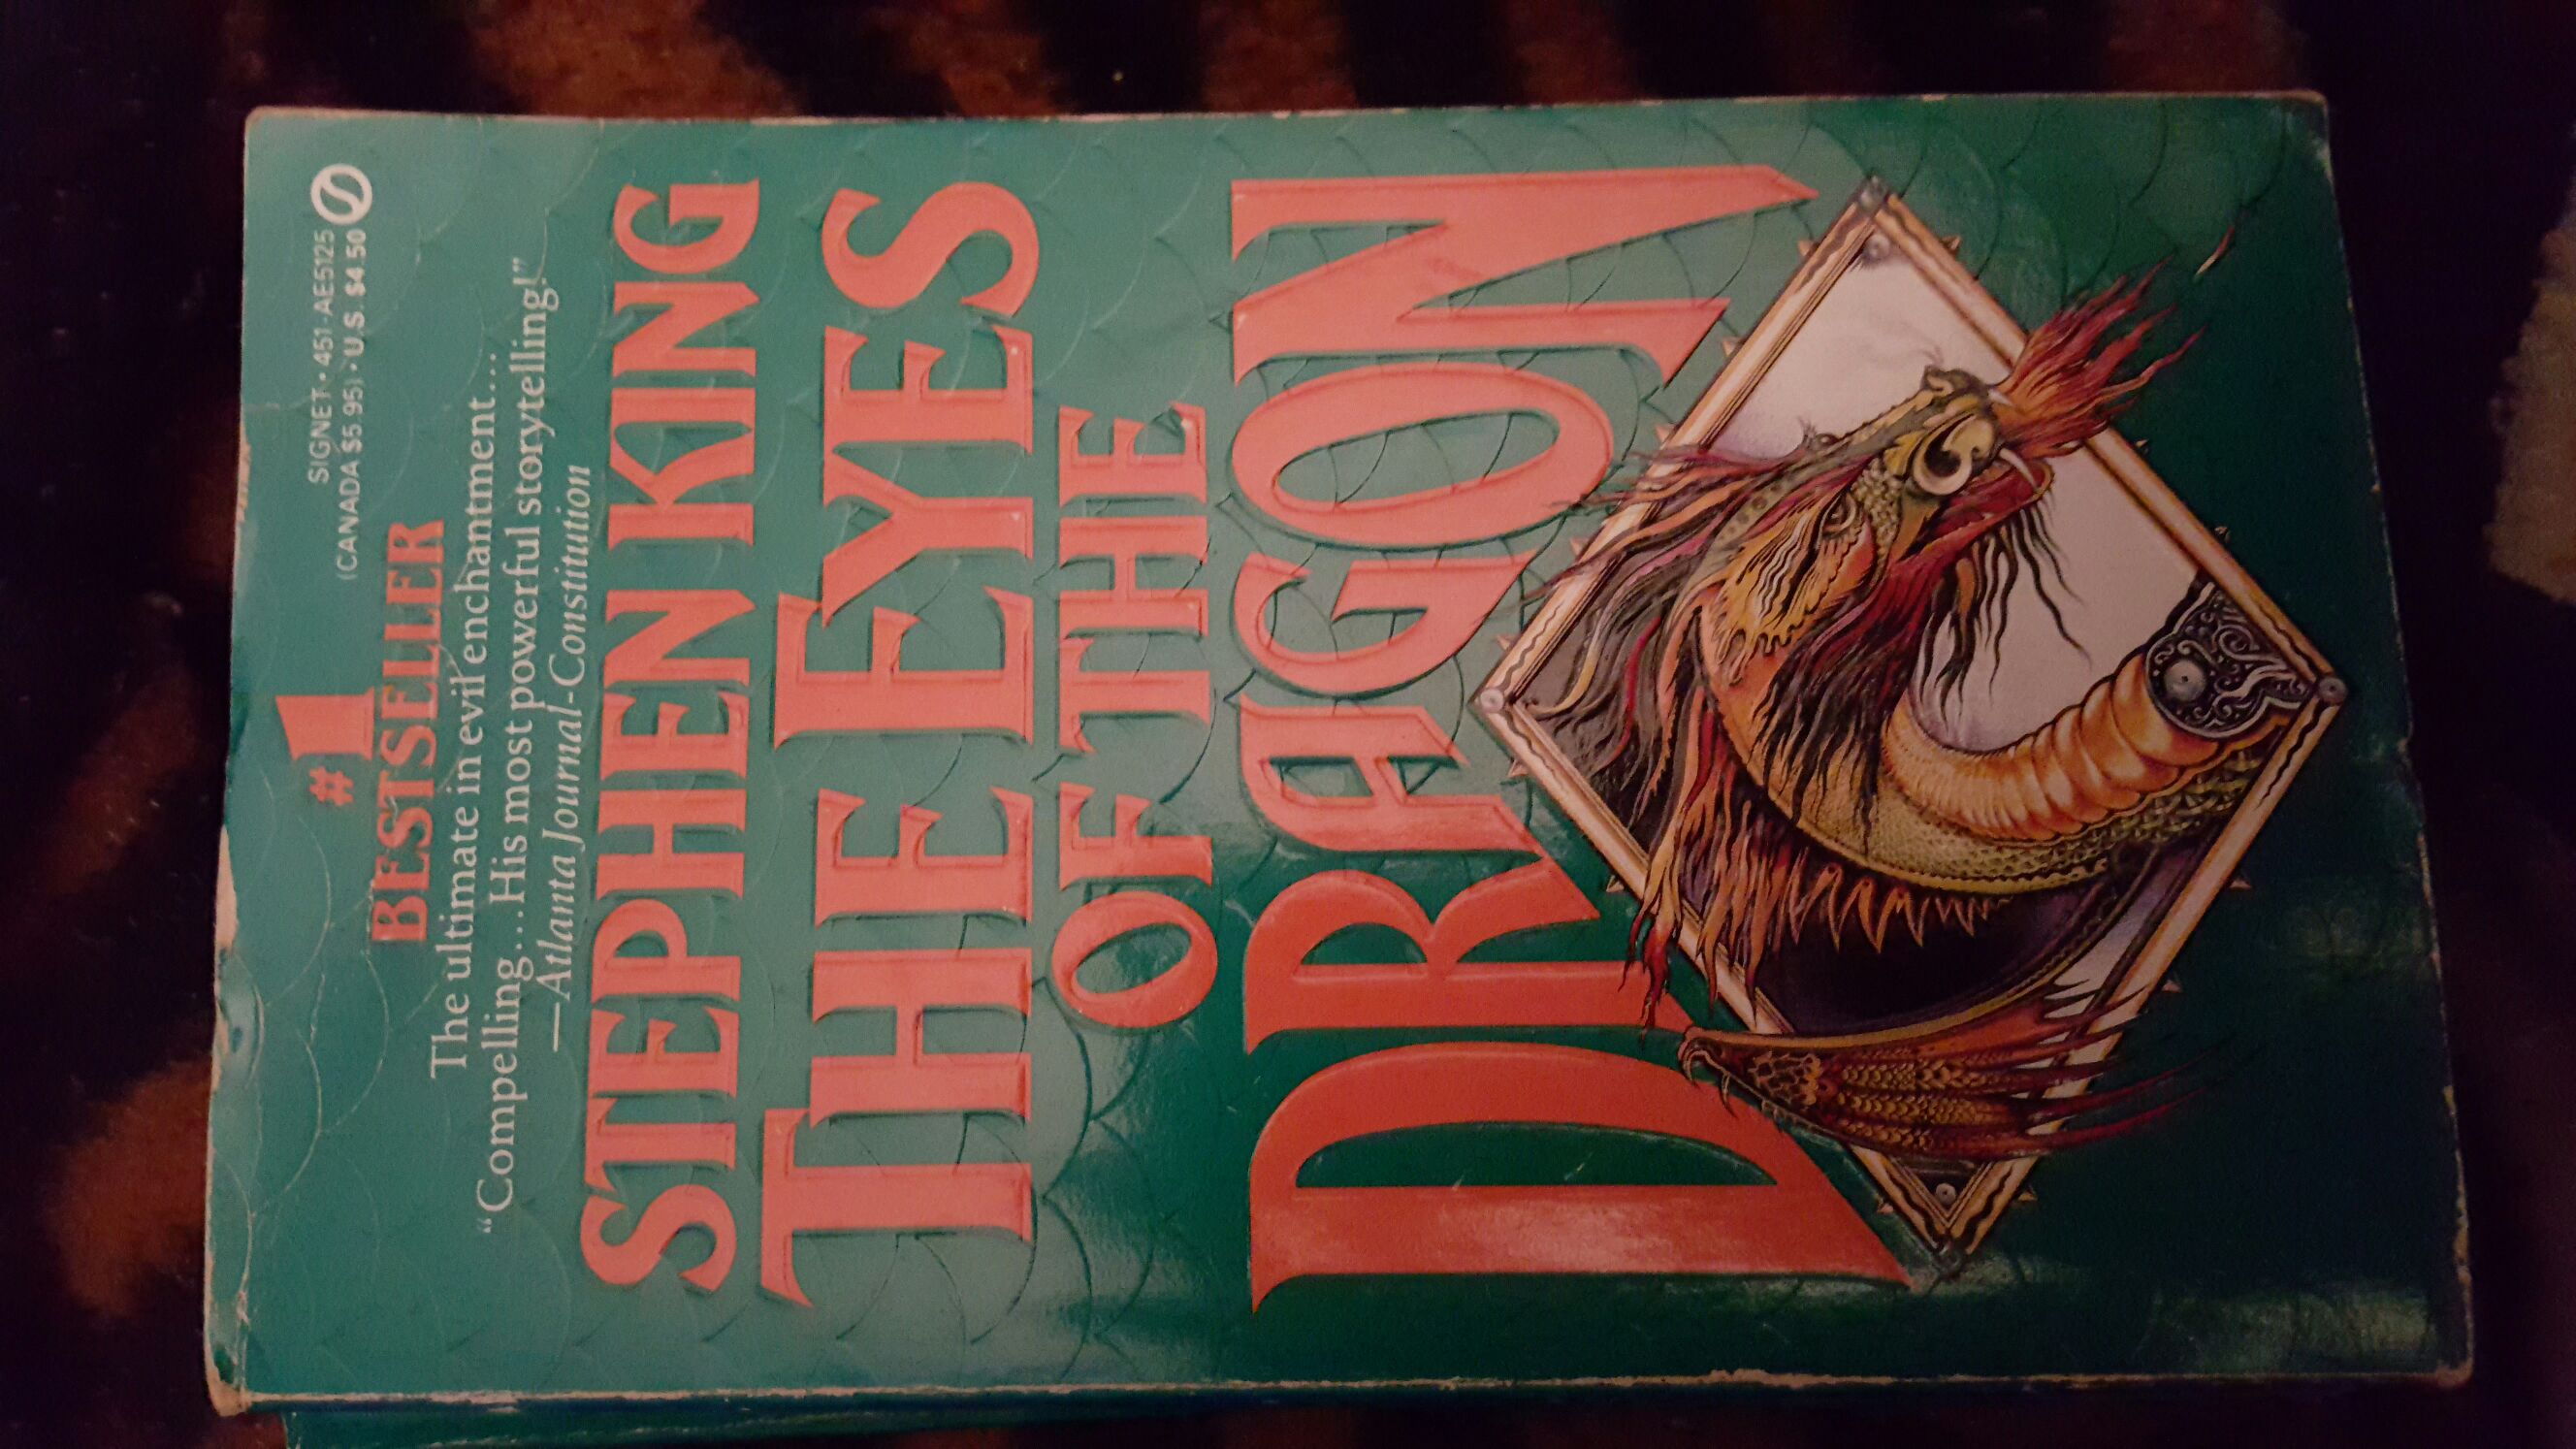 SIGNET • 451-AE5125
(CANADA $5.95) • U.S. $4.50
#1
BESTSELLER
The ultimate in evil enchantment...
“Compelling...His most powerful storytelling!”
—Atlanta Journal-Constitution
STEPHEN KING
THE EYES
OF THE
DRAGON